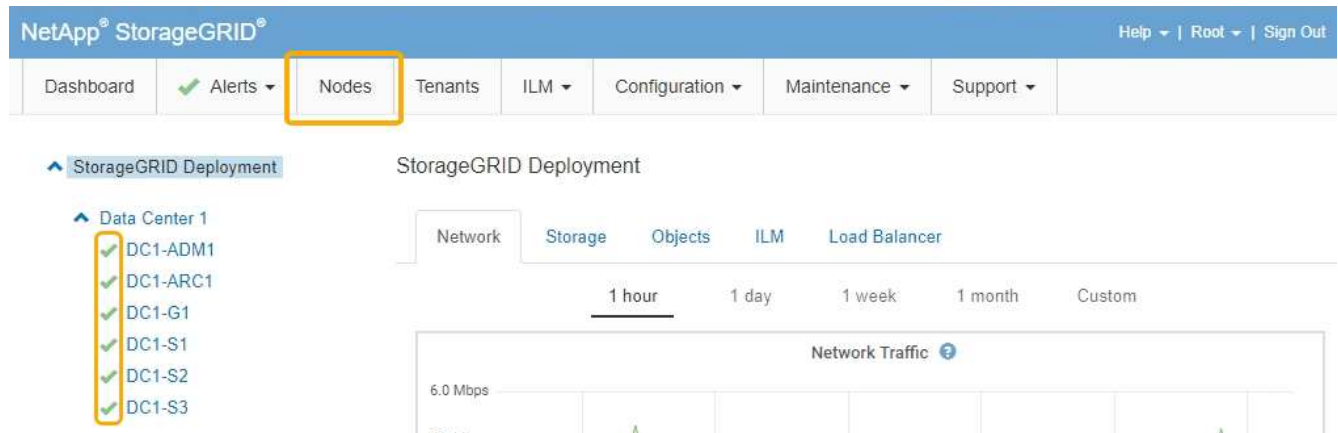 NetApp® StorageGRID®
Help | Root | Sign Out
Dashboard Alerts Nodes Tenants ILM Configuration Maintenance Support
StorageGRID Deployment
StorageGRID Deployment
Data Center 1
DC1-ADM1
DC1-ARC1
DC1-G1
DC1-S1
DC1-S2
DC1-S3
Network Storage Objects ILM Load Balancer
1 hour 1 day 1 week 1 month Custom
Network Traffic ?
6.0 Mbps